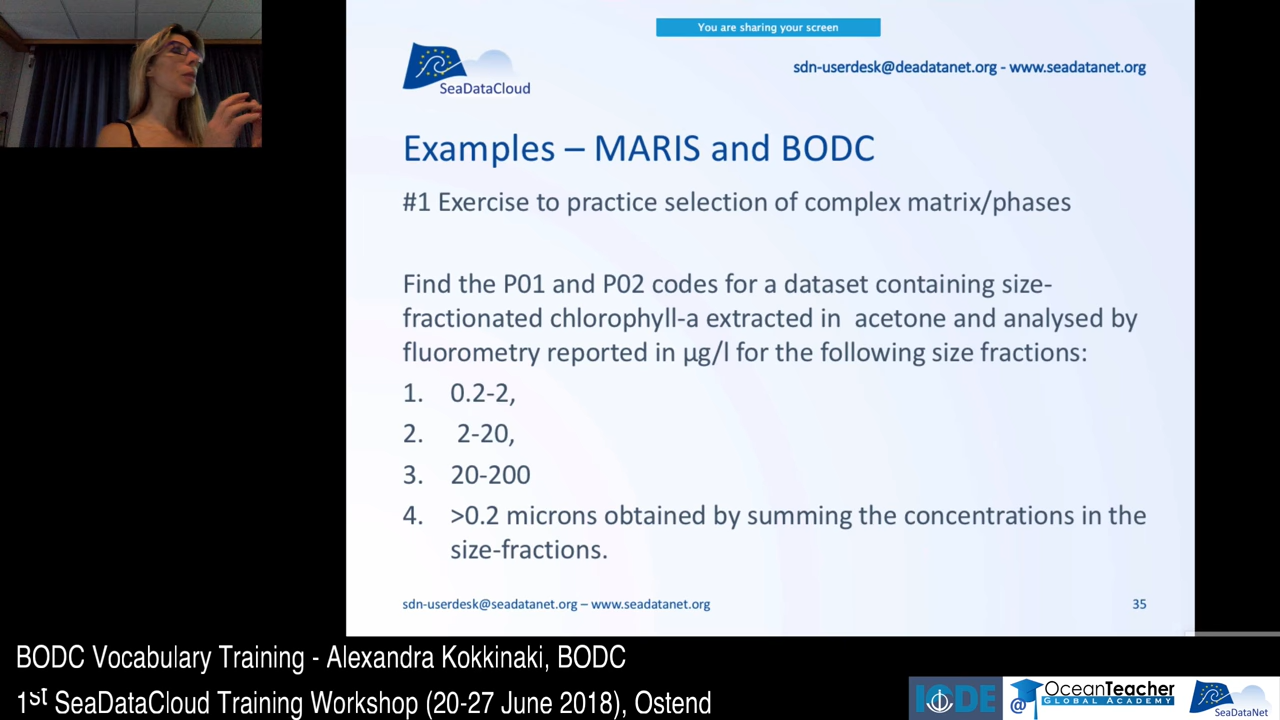 You are sharing your screen
SeaDataCloud
sdn-userdesk@deadatanet.org - www.seadatanet.org
Examples – MARIS and BODC
#1 Exercise to practice selection of complex matrix/phases
Find the P01 and P02 codes for a dataset containing size-
fractionated chlorophyll-a extracted in  acetone and analysed by
fluorometry reported in µg/l for the following size fractions:
1. 0.2-2,
2. 2-20,
3. 20-200
4. >0.2 microns obtained by summing the concentrations in the
size-fractions.
sdn-userdesk@seadatanet.org – www.seadatanet.org
35
BODC Vocabulary Training - Alexandra Kokkinaki, BODC
1st SeaDataCloud Training Workshop (20-27 June 2018), Ostend
IODE
@ OceanTeacher
GLOBAL ACADEMY
SeaDataNet